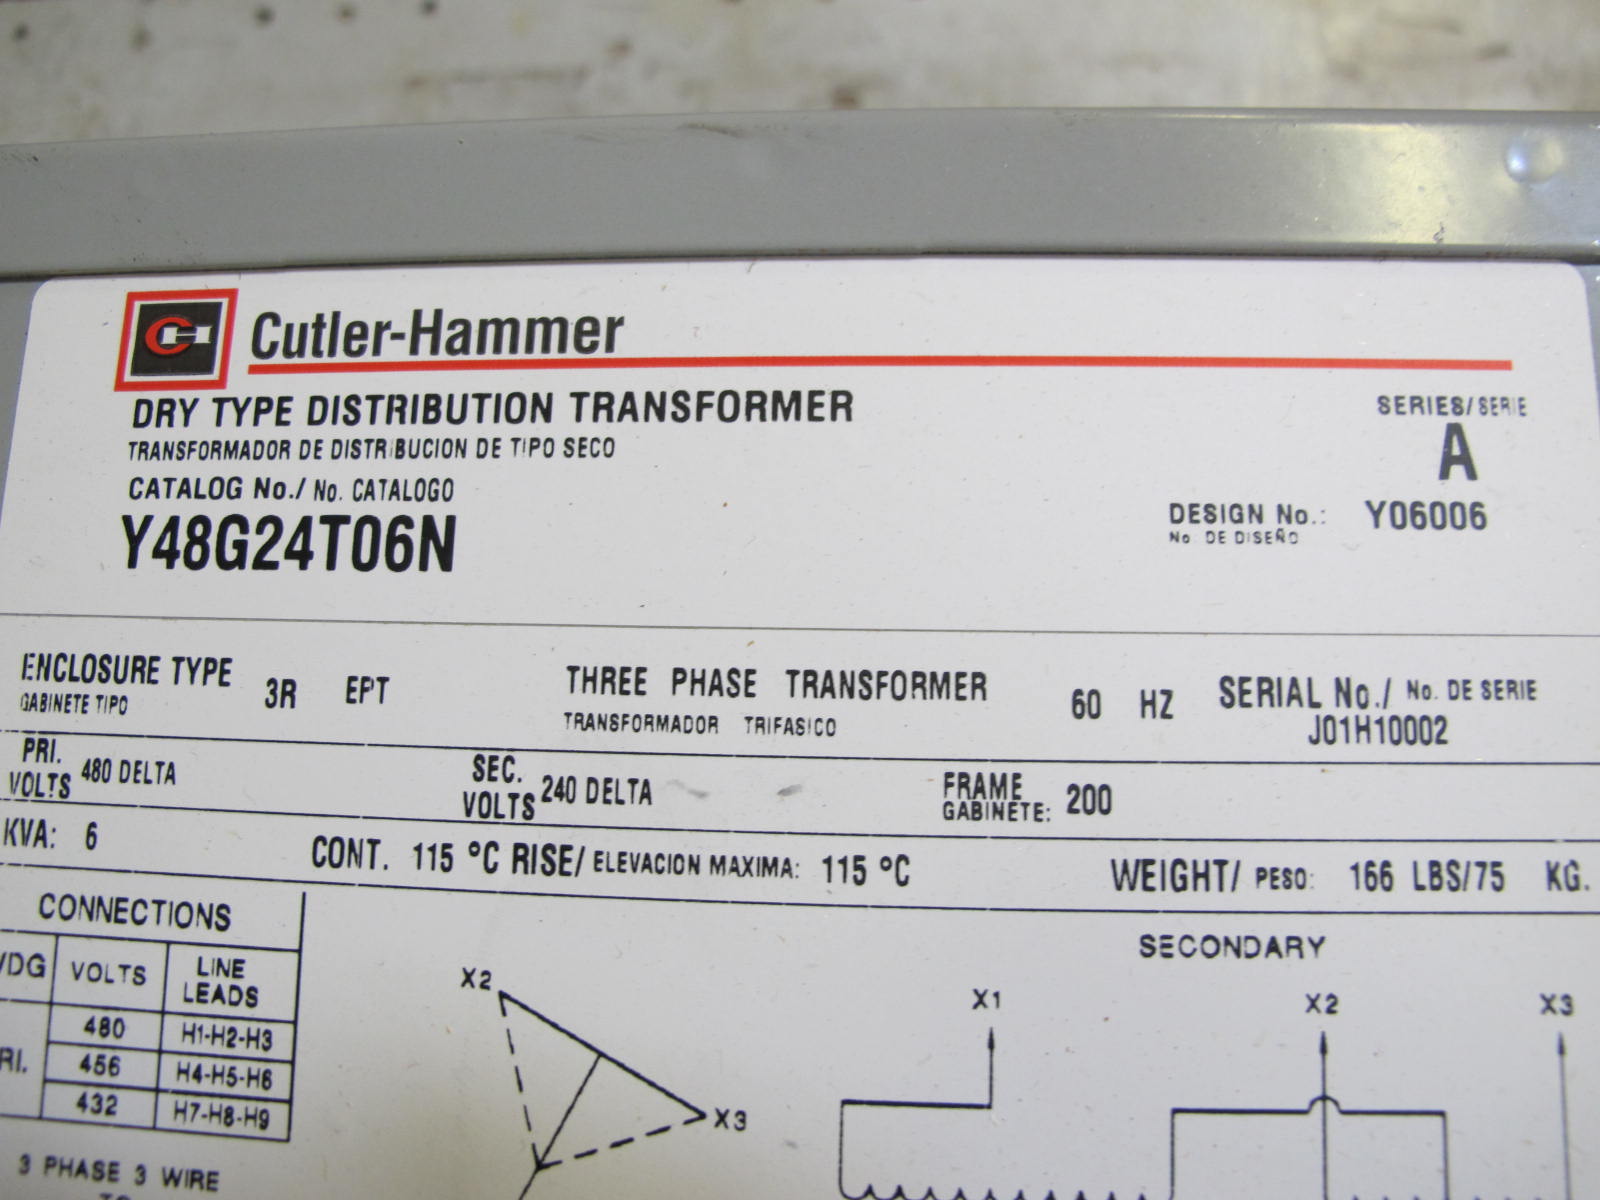 CH Cutler-Hammer
DRY TYPE DISTRIBUTION TRANSFORMER
TRANSFORMADOR DE DISTRIBUCION DE TIPO SECO
SERIES/SERIE
A
CATALOG No./ No. CATALOGO
Y48G24T06N
DESIGN No.: Y06006
No DE DISEÑO
ENCLOSURE TYPE 3R EPT
GABINETE TIPO
THREE PHASE TRANSFORMER 60 HZ
TRANSFORMADOR TRIFASICO
SERIAL No./ No. DE SERIE
J01H10002
PRI. VOLTS 480 DELTA
SEC. VOLTS 240 DELTA
FRAME
GABINETE: 200
KVA: 6
CONT. 115 °C RISE/ ELEVACION MAXIMA: 115 °C
WEIGHT/ PESO: 166 LBS/75 KG.
CONNECTIONS
VOLTS LINE LEADS
480 H1-H2-H3
456 H4-H5-H6
432 H7-H8-H9
3 PHASE 3 WIRE
X2
X3
SECONDARY
X1 X2 X3